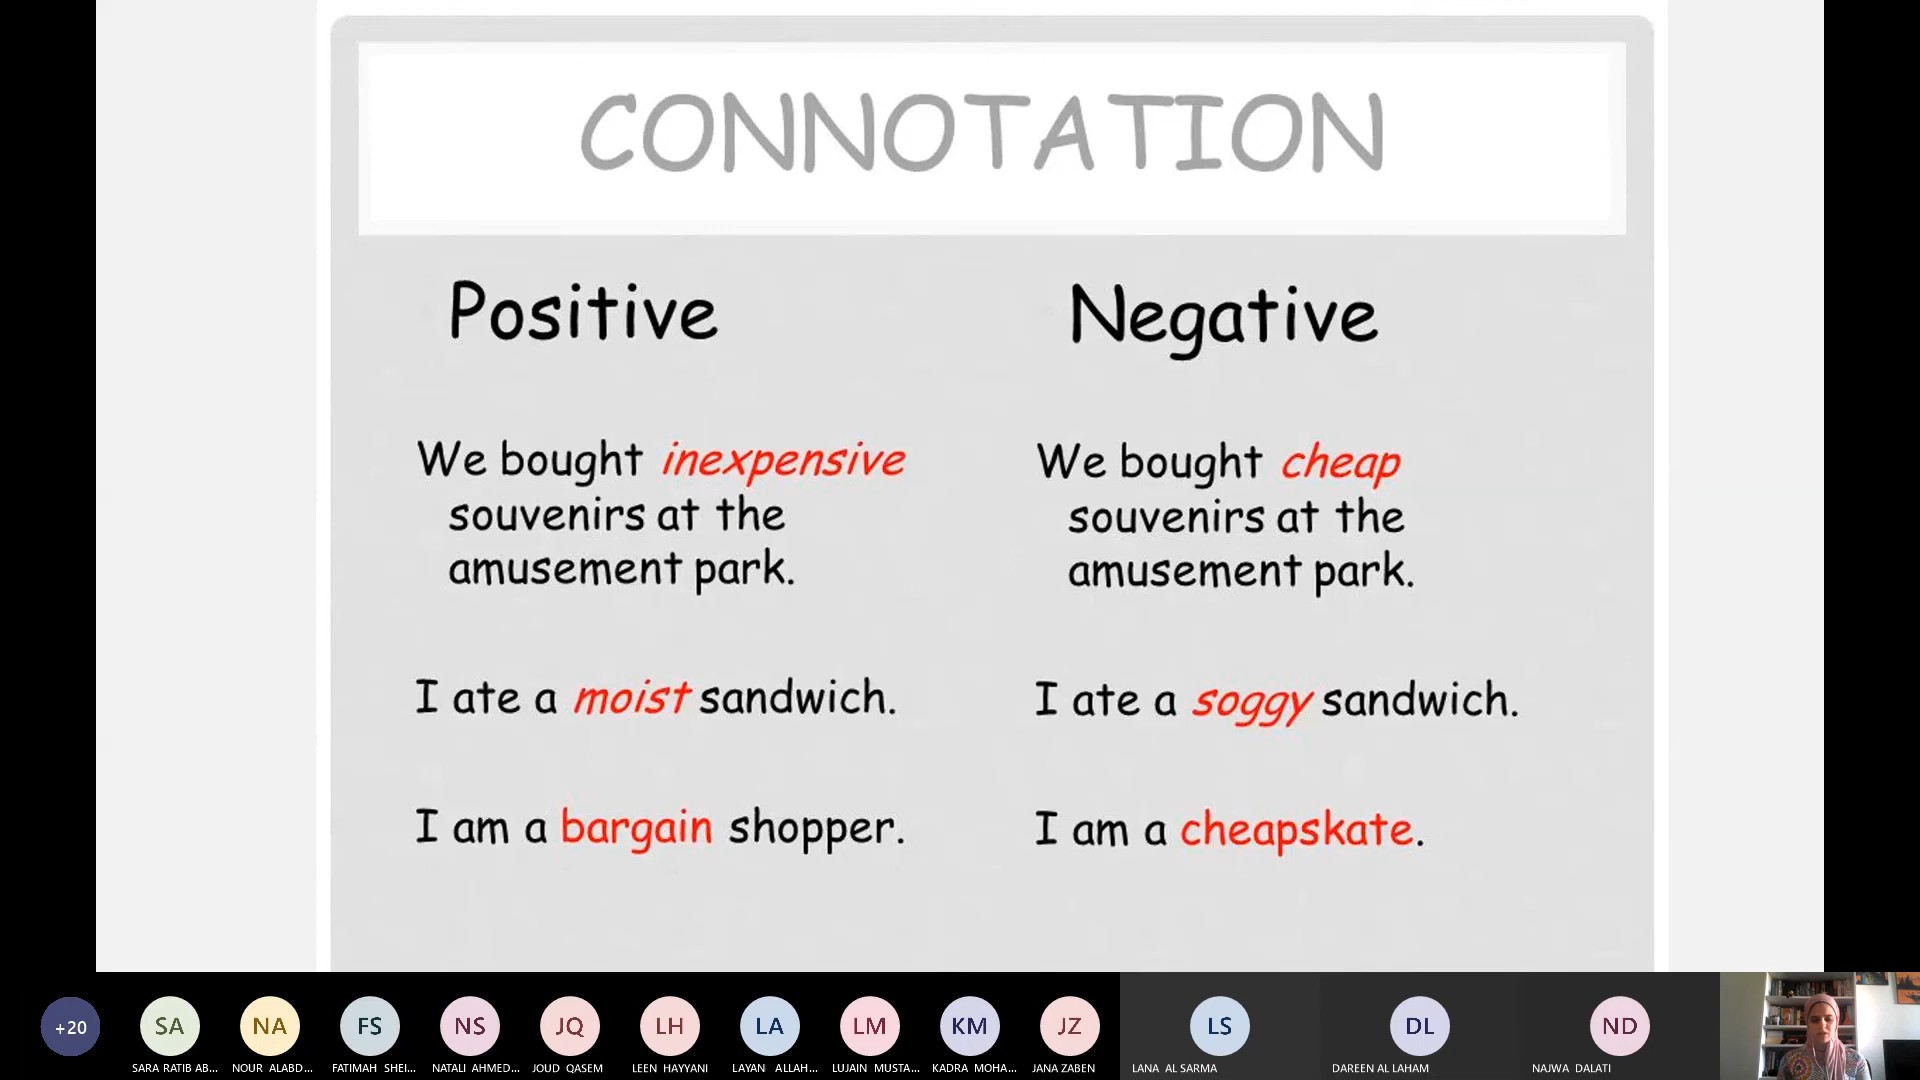 CONNOTATION
Positive
We bought inexpensive
souvenirs at the
amusement park.
I ate a moist sandwich.
I am a bargain shopper.
Negative
We bought cheap
souvenirs at the
amusement park.
I ate a soggy sandwich.
I am a cheapskate.
+20
SA
SARA RATIB AB...
NA
NOUR ALABD...
FS
FATIMAH SHEI...
NS
NATALI AHMED...
JQ
JOUD QASEM
LH
LEEN HAYYANI
LA
LAYAN ALLAH...
LM
LUJAIN MUSTA...
KM
KADRA MOHA...
JZ
JANA ZABEN
LS
LANA AL SARMA
DL
DAREEN AL LAHAM
ND
NAJWA DALATI